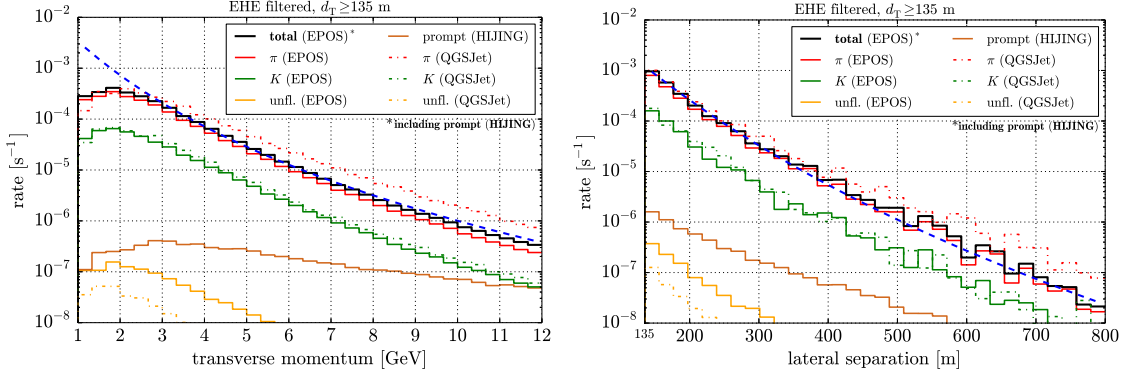 EHE filtered, d_T≥135 m
total (EPOS)*
π (EPOS)
K (EPOS)
unfl. (EPOS)
prompt (HIJING)
π (QGSJet)
K (QGSJet)
unfl. (QGSJet)
*including prompt (HIJING)
rate [s⁻¹]
10⁻²
10⁻³
10⁻⁴
10⁻⁵
10⁻⁶
10⁻⁷
10⁻⁸
1 2 3 4 5 6 7 8 9 10 11 12
transverse momentum [GeV]
EHE filtered, d_T≥135 m
total (EPOS)*
π (EPOS)
K (EPOS)
unfl. (EPOS)
prompt (HIJING)
π (QGSJet)
K (QGSJet)
unfl. (QGSJet)
*including prompt (HIJING)
rate [s⁻¹]
10⁻²
10⁻³
10⁻⁴
10⁻⁵
10⁻⁶
10⁻⁷
10⁻⁸
135 200 300 400 500 600 700 800
lateral separation [m]